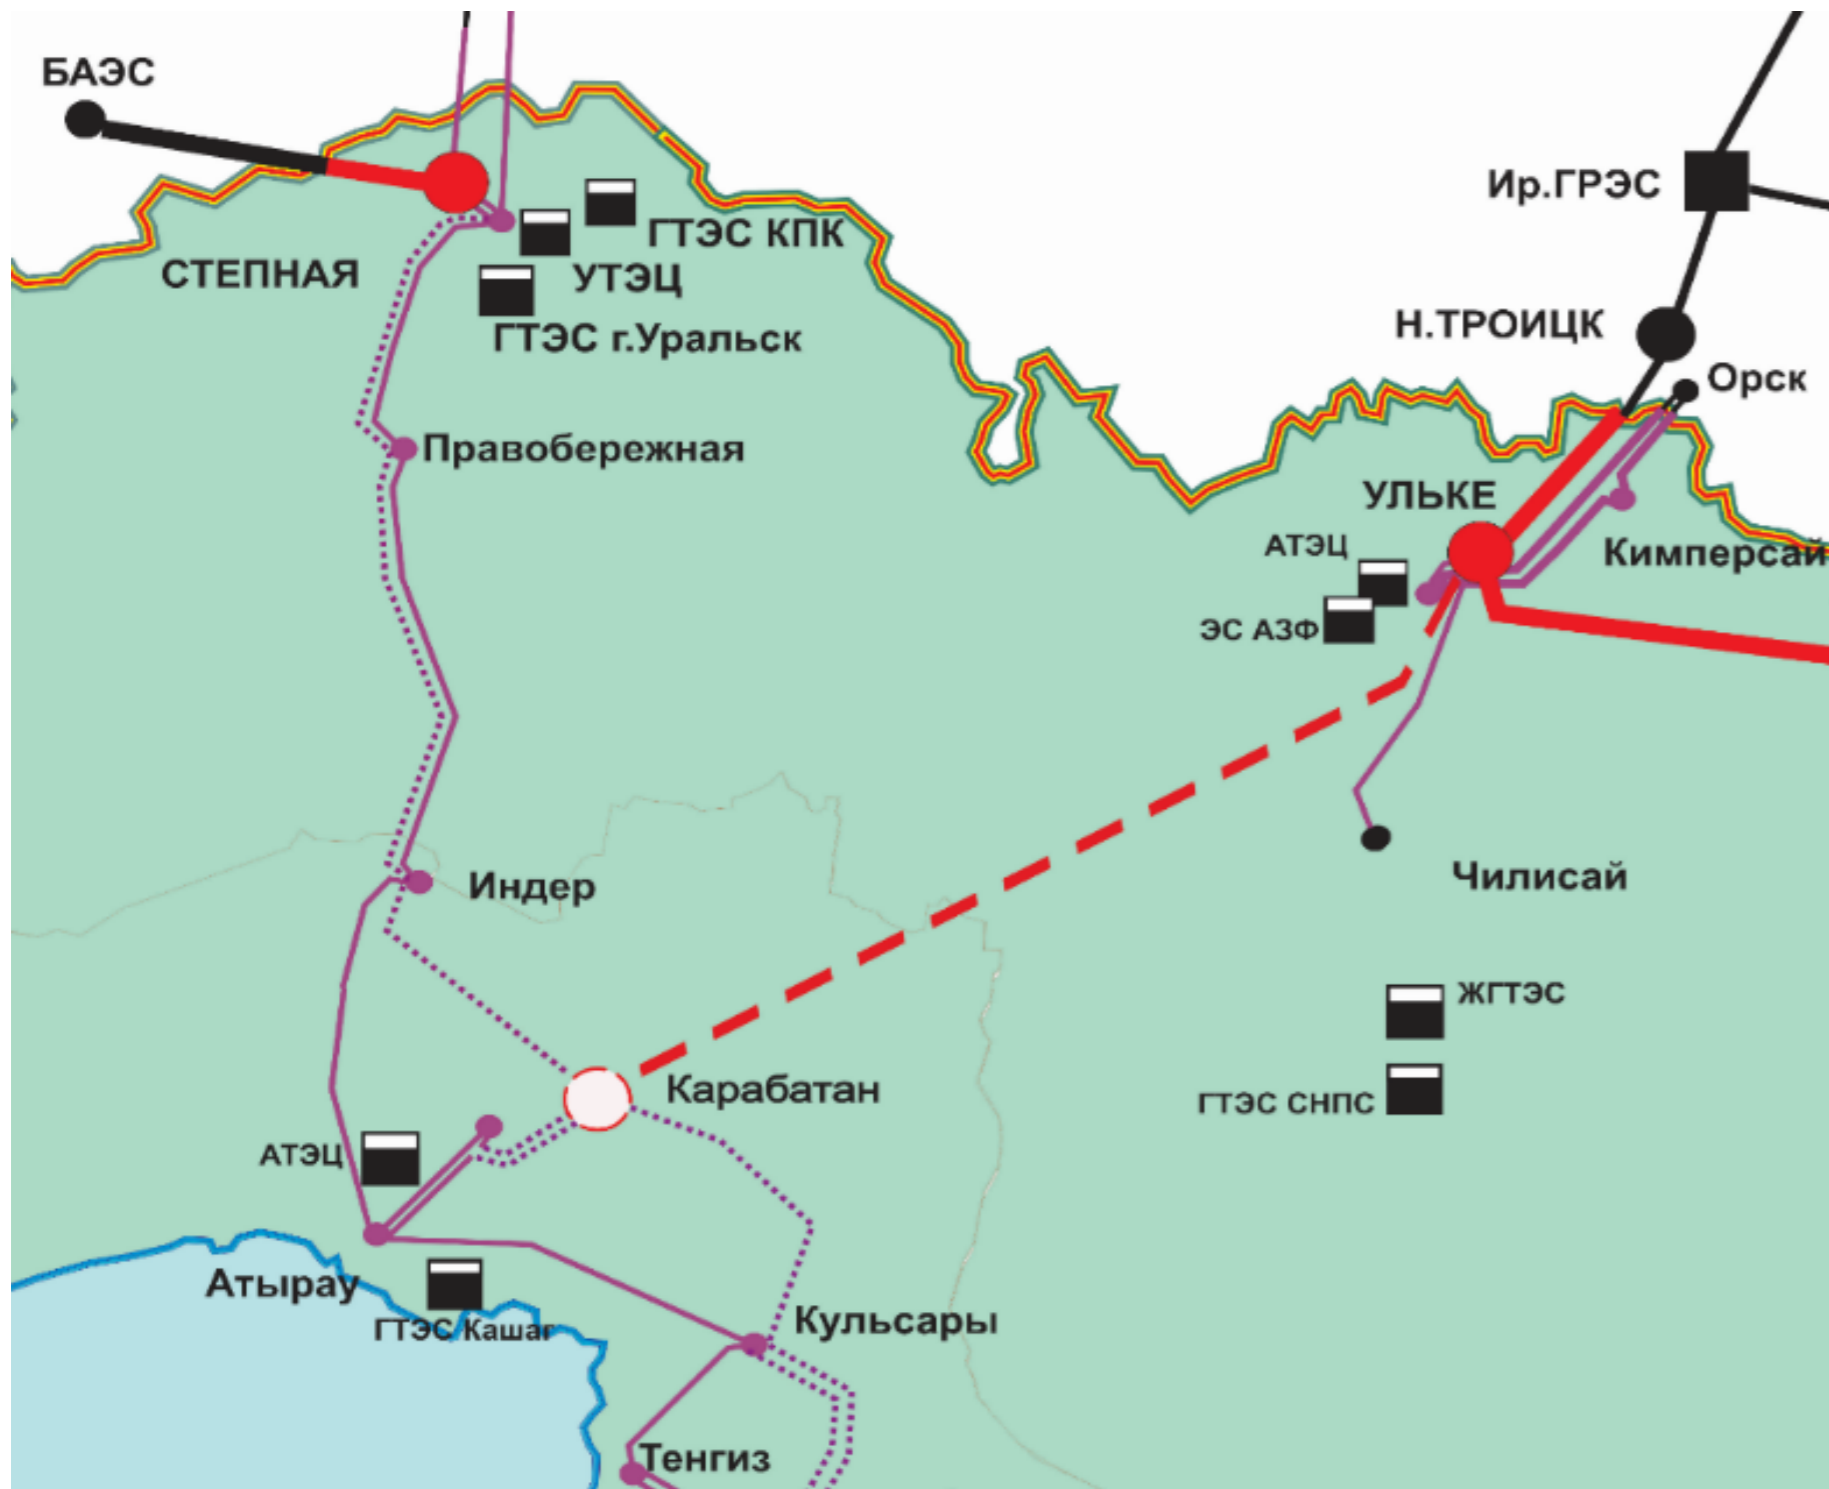 БАЭС
Ир.ГРЭС
ГТЭС КПК
СТЕПНАЯ
УТЭЦ
ГТЭС г.Уральск
Н.ТРОИЦК
Орск
Правобережная
УЛЬКЕ
АТЭЦ
Кимперсай
ЭС АЗФ
Чилисай
Индер
ЖГТЭС
Карабатан
ГТЭС СНПС
АТЭЦ
Атырау
Кульсары
ГТЭС Кашаг
Тенгиз